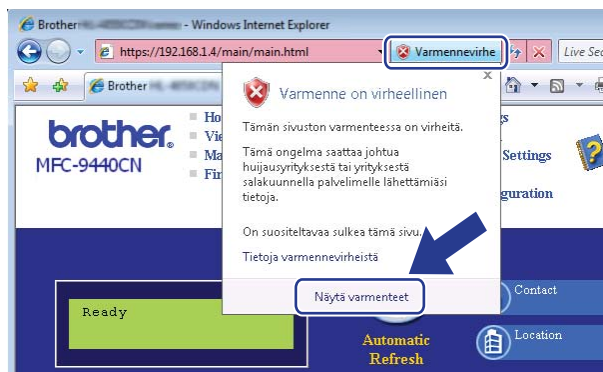 Brother - Windows Internet Explorer
https://192.168.1.4/main/main.html
Varmennevirhe
Live Sea
Brother
brother
MFC-9440CN
Ho
Vie
Ma
Fir
gs
Settings
guration
Varmenne on virheellinen
Tämän sivuston varmenteessa on virheitä.
Tämä ongelma saattaa johtua
huijausyrityksestä tai yrityksestä
salakuunnella palvelimelle lähettämiäsi
tietoja.
On suositeltavaa sulkea tämä sivu.
Tietoja varmennevirheistä
Näytä varmenteet
Ready
Automatic
Refresh
Contact
Location